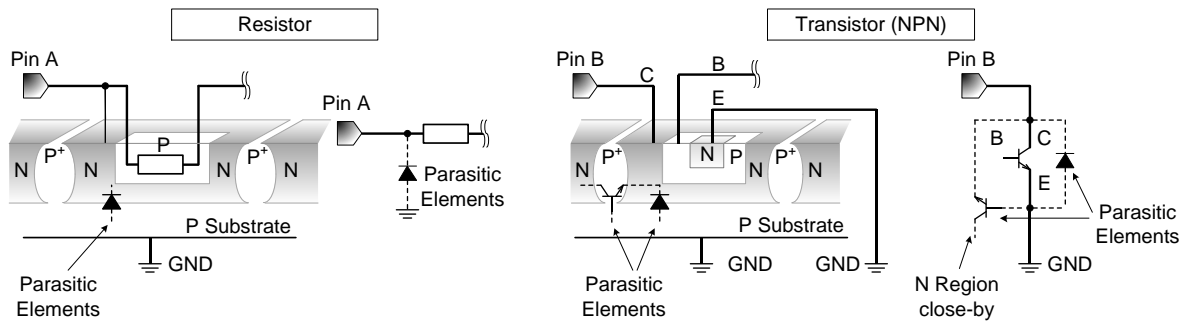 Resistor
Pin A
P
N
P+
N
N
P+
N
P Substrate
GND
Parasitic
Elements
Pin A
Parasitic
Elements
Transistor (NPN)
Pin B
C
B
E
N
P+
N
N
P
P+
N
P Substrate
GND
GND
Parasitic
Elements
Pin B
B
C
E
Parasitic
Elements
GND
N Region
close-by